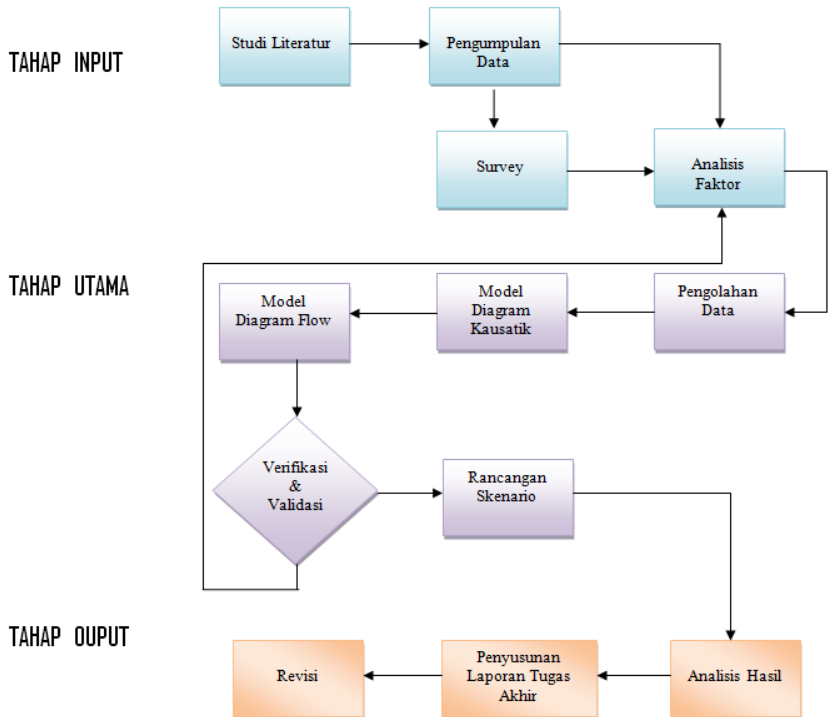 TAHAP INPUT
Studi Literatur
Pengumpulan
Data
Survey
Analisis
Faktor
TAHAP UTAMA
Model
Diagram Flow
Model
Diagram
Kausatik
Pengolahan
Data
Verifikasi
&
Validasi
Rancangan
Skenario
TAHAP OUPUT
Revisi
Penyusunan
Laporan Tugas
Akhir
Analisis Hasil